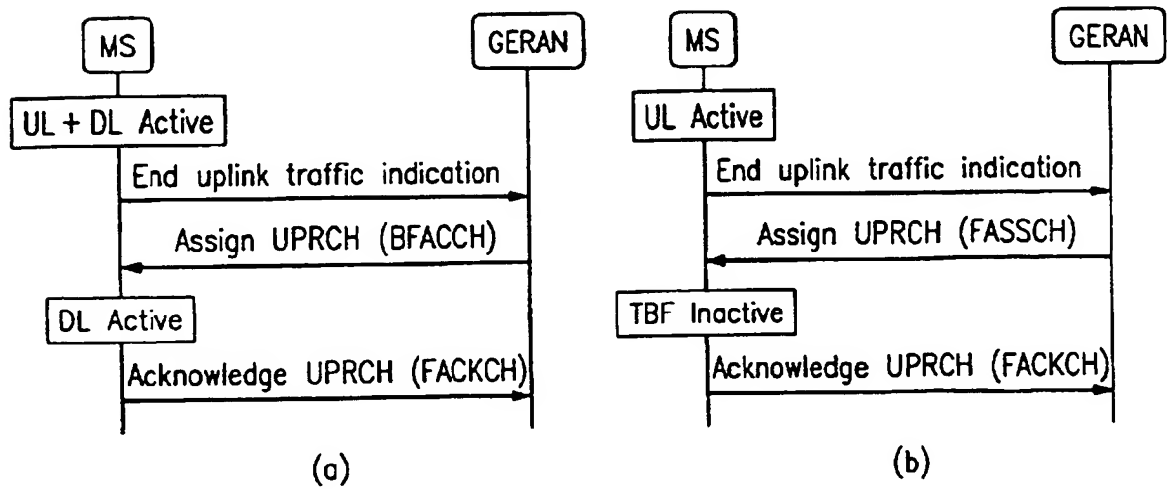 MS
GERAN
UL + DL Active
End uplink traffic indication
Assign UPRCH (BFACCH)
DL Active
Acknowledge UPRCH (FACKCH)
(a)
MS
GERAN
UL Active
End uplink traffic indication
Assign UPRCH (FASSCH)
TBF Inactive
Acknowledge UPRCH (FACKCH)
(b)